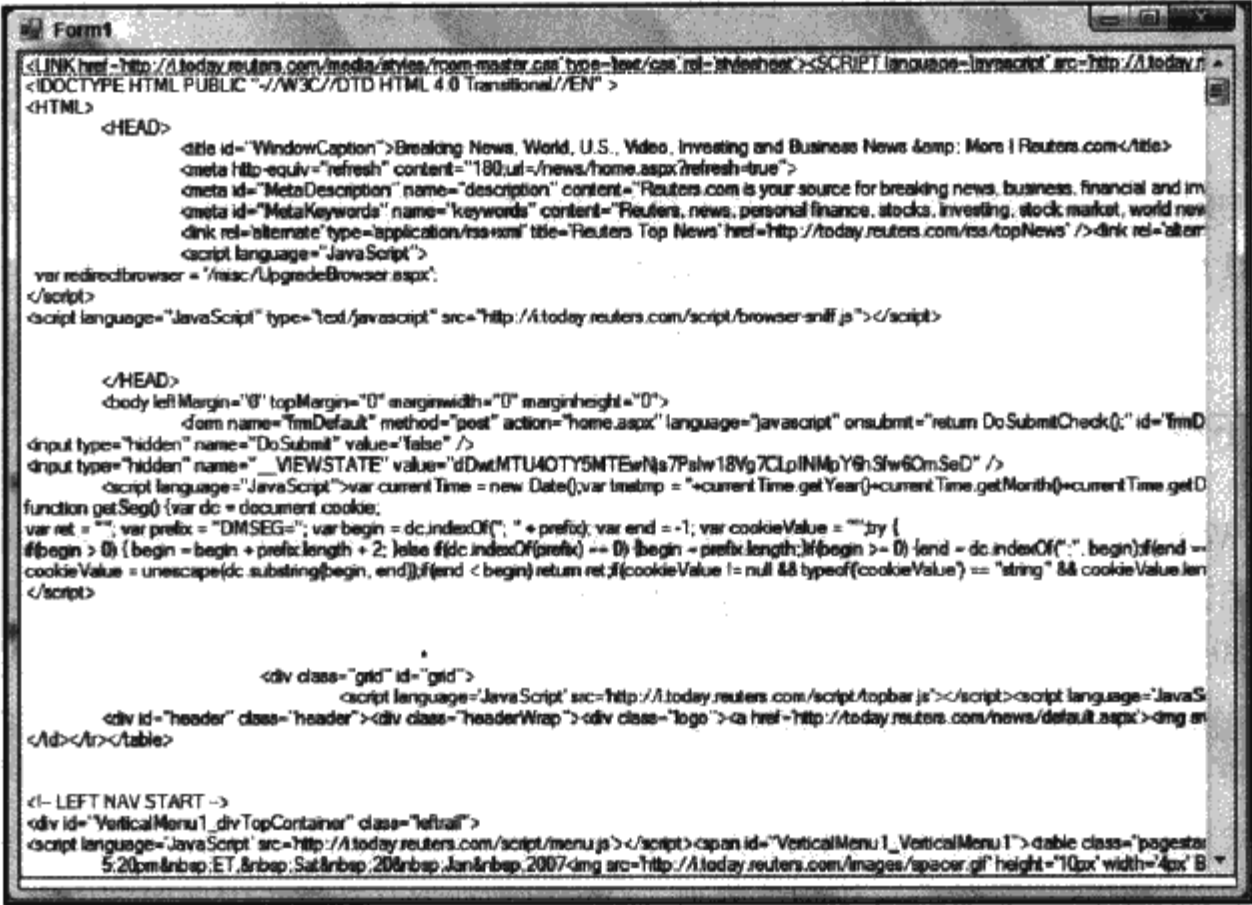 Form1
<LINK href='http://i.today.reuters.com/media/styles/room-master.css' type='text/css' rel='stylesheet'><SCRIPT language='javascript' src='http://i.today.r
<!DOCTYPE HTML PUBLIC "-//W3C//DTD HTML 4.0 Transitional//EN" >
<HTML>
<HEAD>
<title id="WindowCaption">Breaking News, World, U.S., Video, Investing and Business News &amp; More | Reuters.com</title>
<meta http-equiv="refresh" content="180;url=/news/home.aspx?refresh=true">
<meta id="MetaDescription" name="description" content="Reuters.com is your source for breaking news, business, financial and inv
<meta id="MetaKeywords" name="keywords" content="Reuters, news, personal finance, stocks, investing, stock market, world new
<link rel='alternate' type='application/rss+xml' title='Reuters Top News' href='http://today.reuters.com/rss/topNews' /><link rel='altern
<script language="JavaScript">
var redirectbrowser = '/misc/UpgradeBrowser.aspx';
</script>
<script language="JavaScript" type="text/javascript" src="http://i.today.reuters.com/script/browser-sniff.js"></script>
</HEAD>
<body leftMargin="0" topMargin="0" marginwidth="0" marginheight="0">
<form name="frmDefault" method="post" action="home.aspx" language="javascript" onsubmit="return DoSubmitCheck();" id="frmD
<input type="hidden" name="DoSubmit" value="false" />
<input type="hidden" name="__VIEWSTATE" />
<script language="JavaScript">var currentTime = new Date();var tmstmp = ''+currentTime.getYear()+currentTime.getMonth()+currentTime.getD
function getSeg() {var dc = document.cookie;
var ret = ""; var prefix = "DMSEG="; var begin = dc.indexOf("; " + prefix); var end = -1; var cookieValue = "";try {
if(begin > 0) { begin = begin + prefix.length + 2; }else if(dc.indexOf(prefix) == 0) {begin = prefix.length;}if(begin >= 0) {end = dc.indexOf(";", begin);if(end ==
cookieValue = unescape(dc.substring(begin, end));if(end < begin) return ret;if(cookieValue != null && typeof('cookieValue') == "string" && cookieValue.len
</script>
<div class="grid" id="grid">
<script language='JavaScript' src='http://i.today.reuters.com/script/topbar.js'></script><script language='JavaS
<div id="header" class='header'><div class="headerWrap"><div class="logo"><a href='http://today.reuters.com/news/default.aspx'><img sr
</td></tr></table>
<!-- LEFT NAV START -->
<div id="VerticalMenu1_divTopContainer" class="leftrail">
<script language='JavaScript' src='http://i.today.reuters.com/script/menu.js'></script><span id="VerticalMenu1_VerticalMenu1"><table class="pagestar
5:20pm&nbsp;ET,&nbsp;Sat&nbsp;20&nbsp;Jan&nbsp;2007<img src='http://i.today.reuters.com/images/spacer.gif' height='10px' width='4px' B